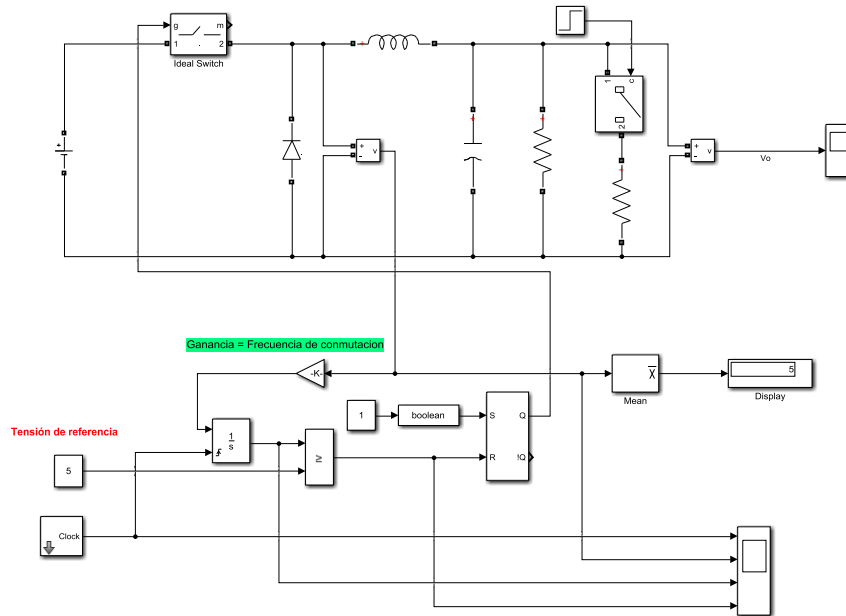 g
m
1
2
Ideal Switch
+
+
-
v
1
c
2
+
-
v
Vo
Ganancia = Frecuencia de conmutacion
-K-
X
Mean
5
Display
1
boolean
S
Q
R
!Q
Tensión de referencia
1
s
≥
5
Clock